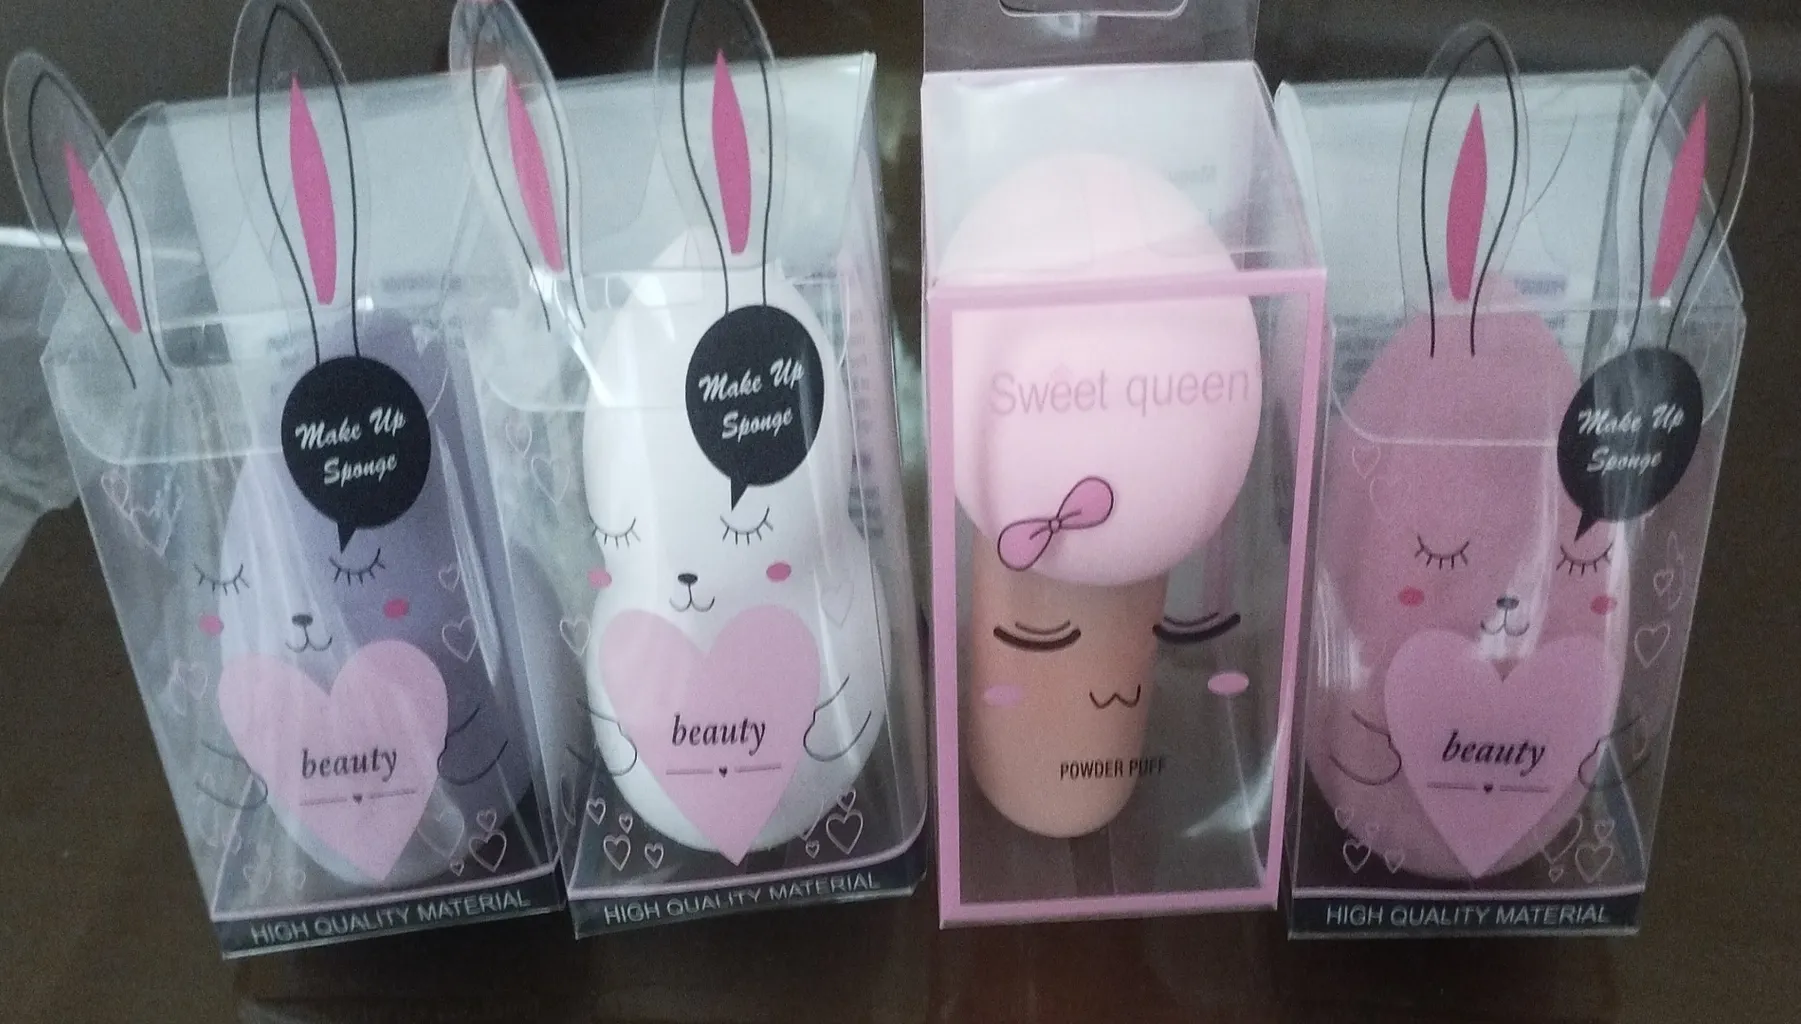 Make Up
Sponge
beauty
HIGH QUALITY MATERIAL
Make Up
Sponge
beauty
HIGH QUALITY MATERIAL
Sweet queen
POWDER PUFF
Make Up
Sponge
beauty
HIGH QUALITY MATERIAL